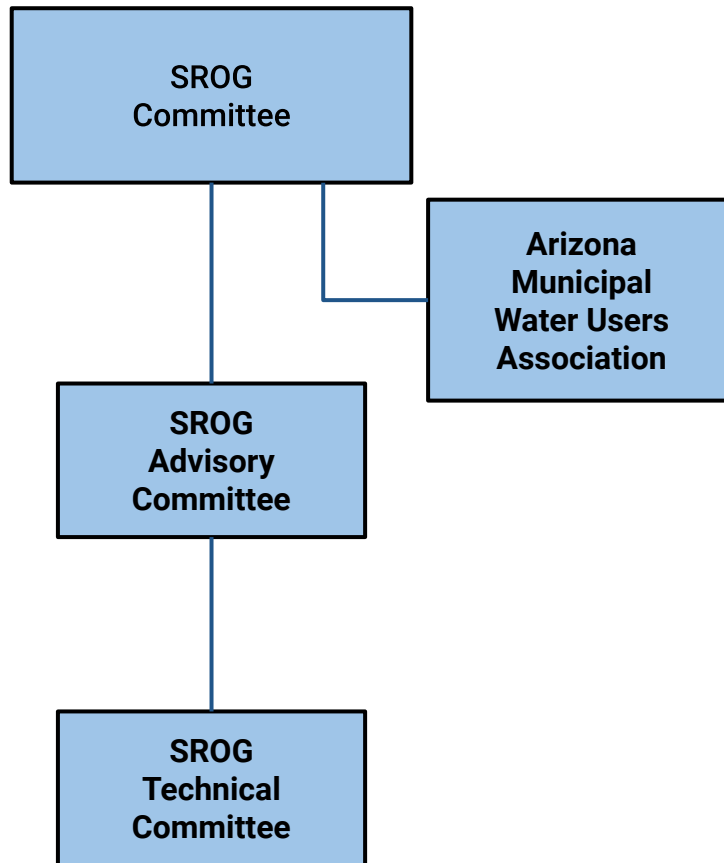 SROG
Committee
Arizona
Municipal
Water Users
Association
SROG
Advisory
Committee
SROG
Technical
Committee